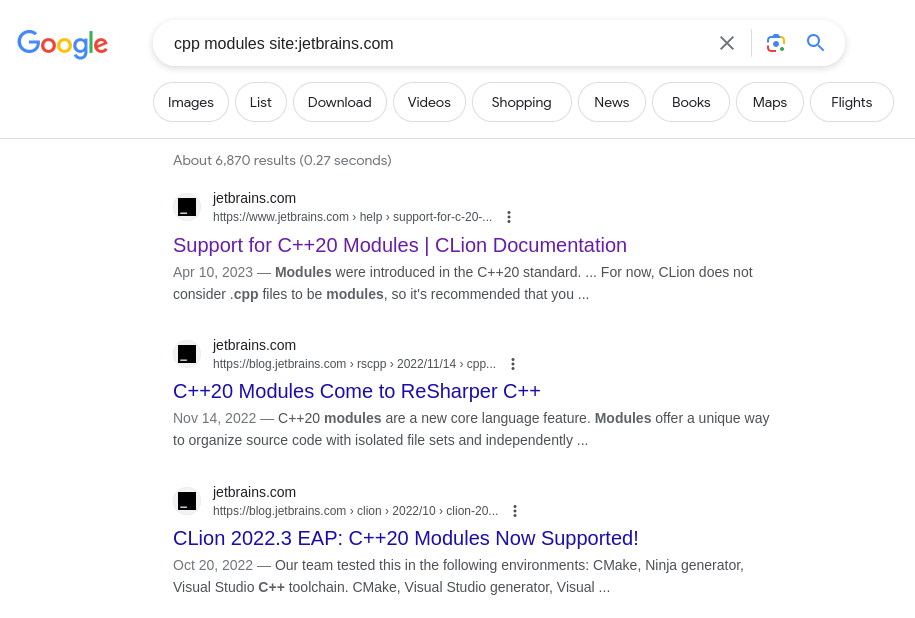 Google
cpp modules site:jetbrains.com
Images List Download Videos Shopping News Books Maps Flights
About 6,870 results (0.27 seconds)
jetbrains.com
https://www.jetbrains.com › help › support-for-c-20-...
Support for C++20 Modules | CLion Documentation
Apr 10, 2023 — Modules were introduced in the C++20 standard. ... For now, CLion does not
consider .cpp files to be modules, so it's recommended that you ...
jetbrains.com
https://blog.jetbrains.com › rscpp › 2022/11/14 › cpp...
C++20 Modules Come to ReSharper C++
Nov 14, 2022 — C++20 modules are a new core language feature. Modules offer a unique way
to organize source code with isolated file sets and independently ...
jetbrains.com
https://blog.jetbrains.com › clion › 2022/10 › clion-20...
CLion 2022.3 EAP: C++20 Modules Now Supported!
Oct 20, 2022 — Our team tested this in the following environments: CMake, Ninja generator,
Visual Studio C++ toolchain. CMake, Visual Studio generator, Visual ...